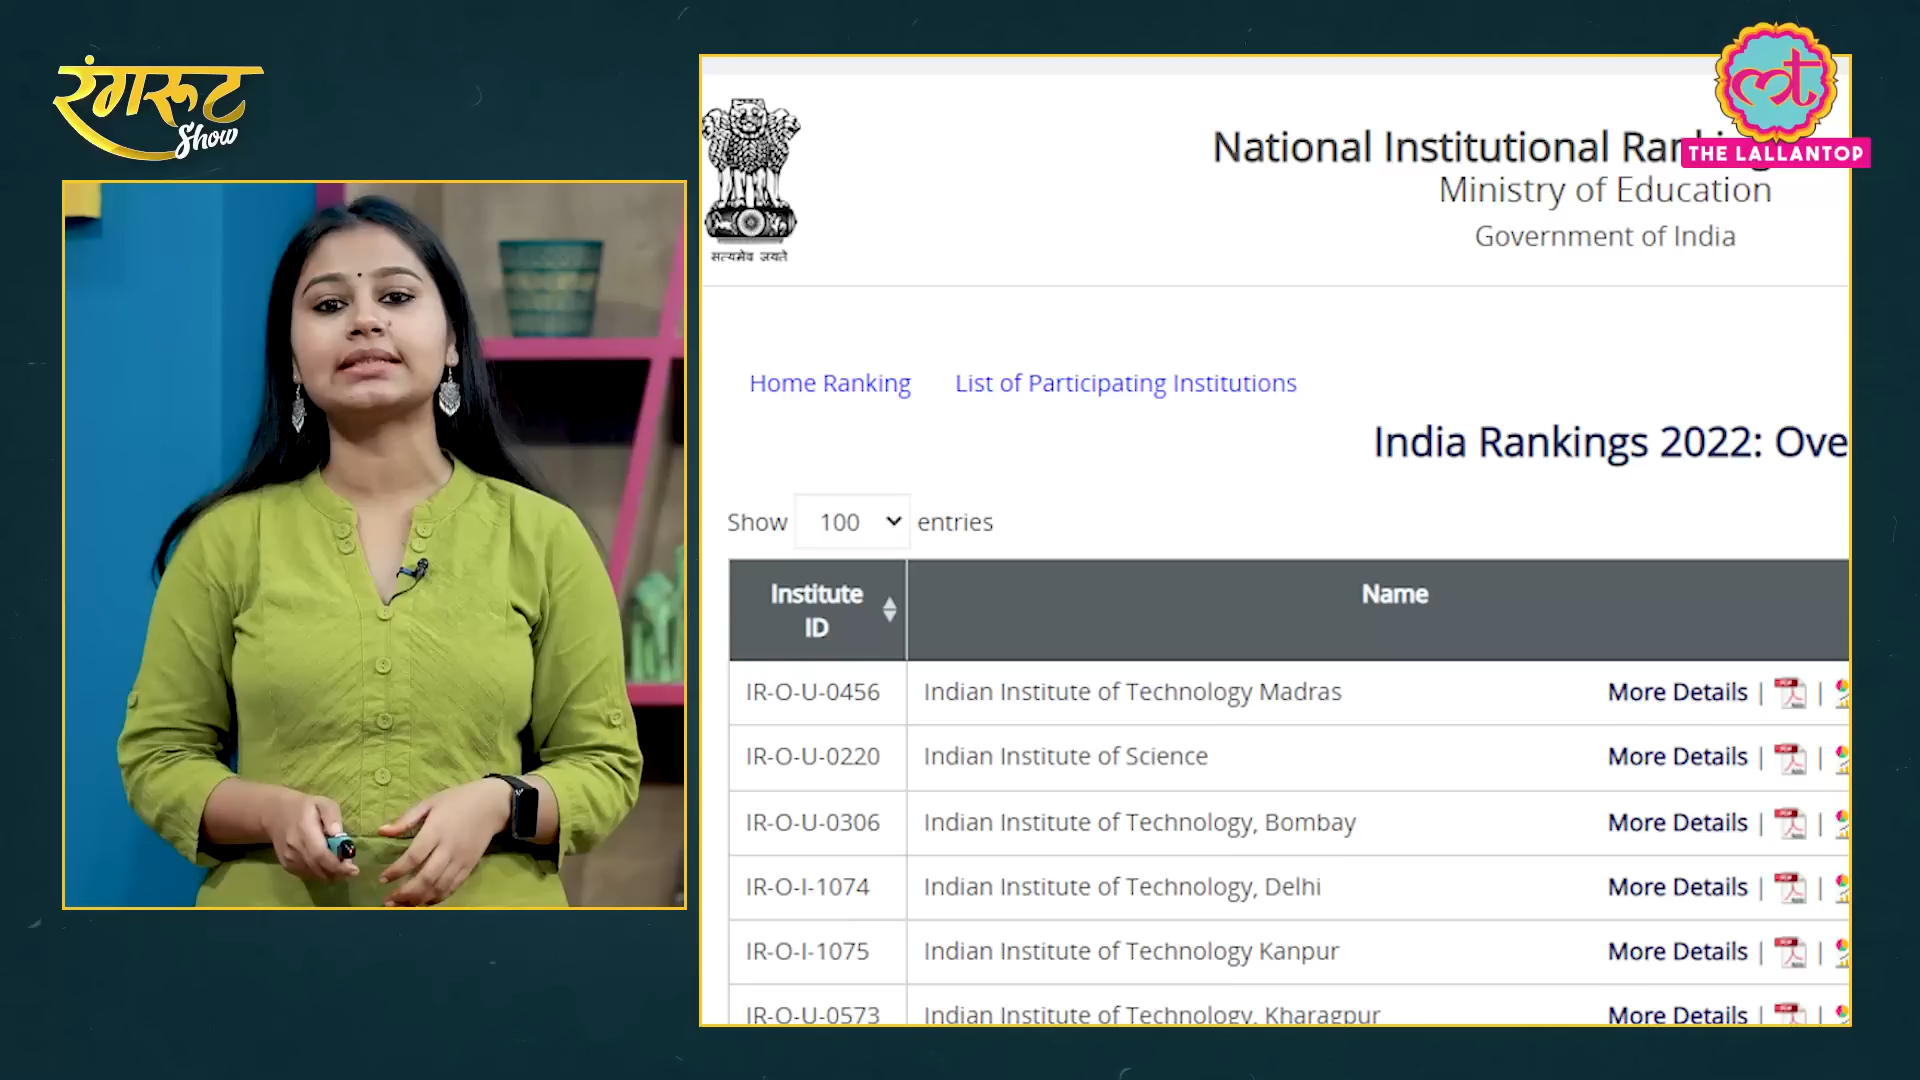 रंगरूट
Show
THE LALLANTOP
सत्यमेव जयते
National Institutional Ran
Ministry of Education
Government of India
Home Ranking List of Participating Institutions
India Rankings 2022: Ove
Show 100 entries
Institute ID Name
IR-O-U-0456 Indian Institute of Technology Madras More Details |
IR-O-U-0220 Indian Institute of Science More Details |
IR-O-U-0306 Indian Institute of Technology, Bombay More Details |
IR-O-I-1074 Indian Institute of Technology, Delhi More Details |
IR-O-I-1075 Indian Institute of Technology Kanpur More Details |
IR-O-U-0573 Indian Institute of Technology, Kharagpur More Details |